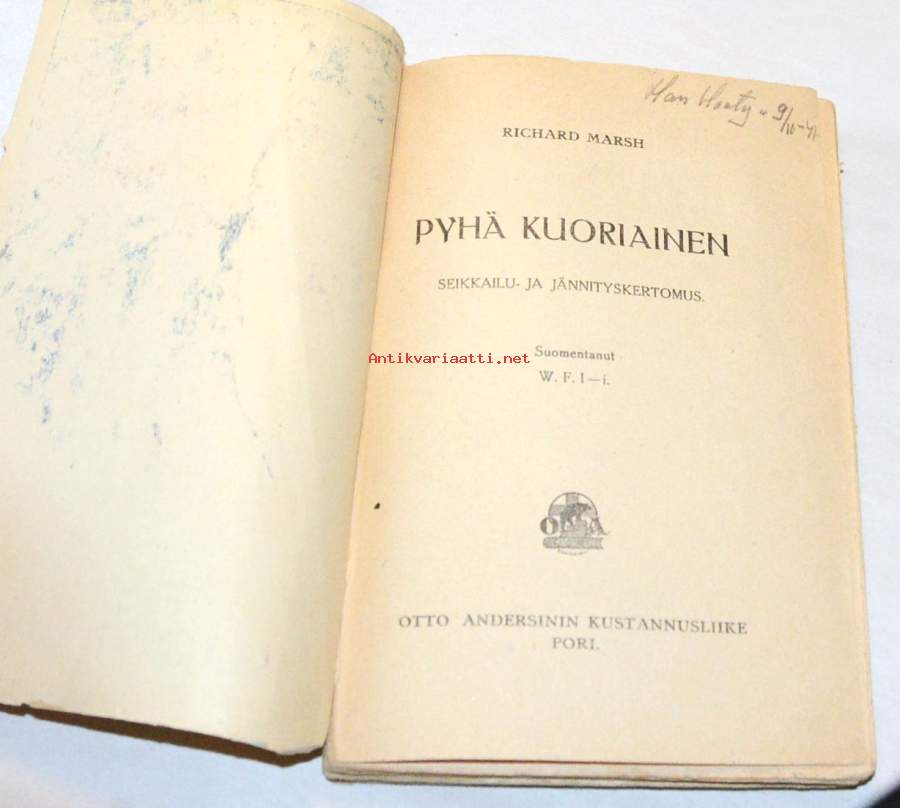 RICHARD MARSH
PYHÄ KUORIAINEN
SEIKKAILU- JA JÄNNITYSKERTOMUS.
Antikvariaatti.net
Suomentanut
W. F. I—i.
O A
OTTO ANDERSININ KUSTANNUSLIIKE
PORI.